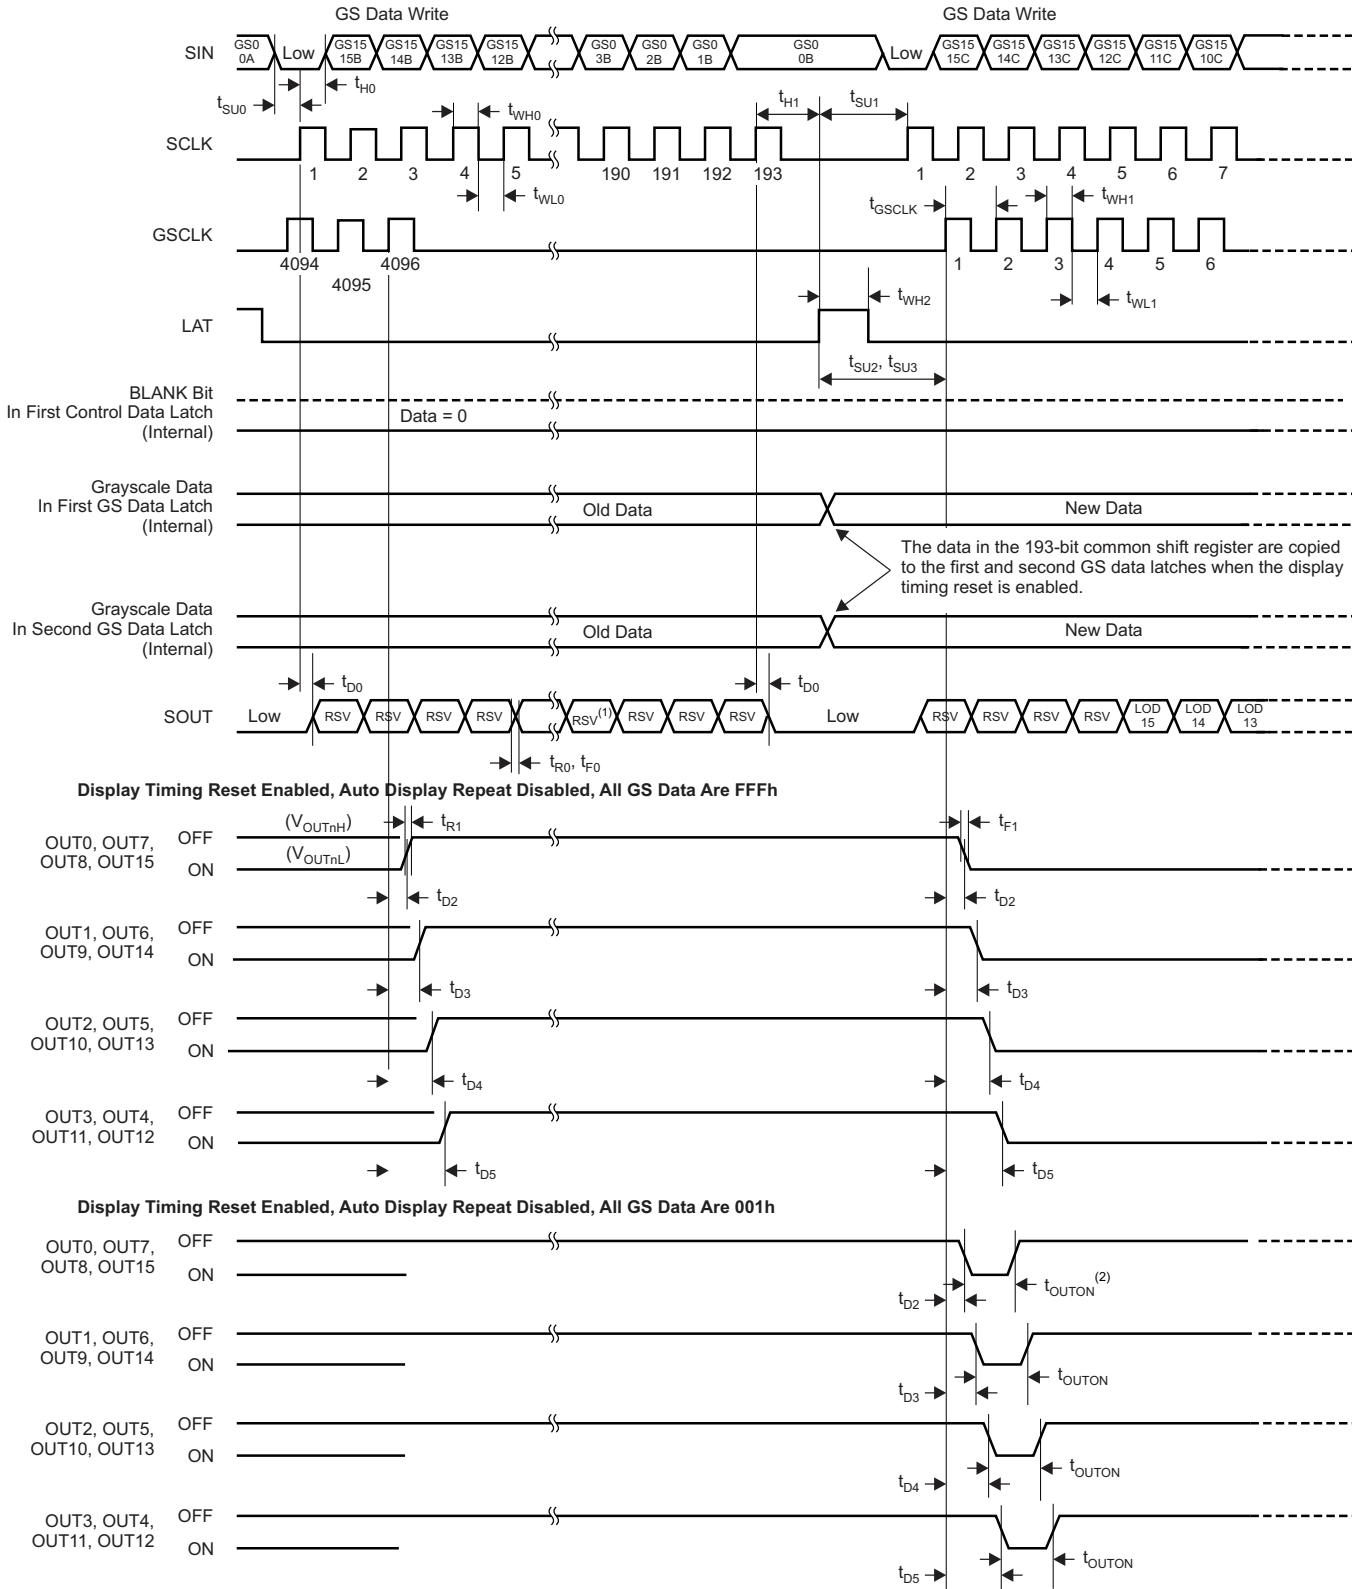 GS Data Write GS Data Write
SIN GS0 0A Low GS15 15B GS15 14B GS15 13B GS15 12B GS0 3B GS0 2B GS0 1B GS0 0B Low GS15 15C GS15 14C GS15 13C GS15 12C GS15 11C GS15 10C
tSU0 tH0 tWH0 tH1 tSU1
SCLK
1 2 3 4 5 190 191 192 193 1 2 3 4 5 6 7
tWL0 tGSCLK tWH1
GSCLK
4094 4095 4096 1 2 3 4 5 6
tWH2 tWL1
LAT
tSU2, tSU3
BLANK Bit
In First Control Data Latch
(Internal)
Data = 0
Grayscale Data
In First GS Data Latch
(Internal)
Old Data New Data
The data in the 193-bit common shift register are copied
to the first and second GS data latches when the display
timing reset is enabled.
Grayscale Data
In Second GS Data Latch
(Internal)
Old Data New Data
tD0 tD0
SOUT Low RSV RSV RSV RSV RSV(1) RSV RSV RSV Low RSV RSV RSV RSV LOD 15 LOD 14 LOD 13
tR0, tF0
Display Timing Reset Enabled, Auto Display Repeat Disabled, All GS Data Are FFFh
OUT0, OUT7,
OUT8, OUT15
OFF (VOUTnH) tR1 tF1
ON (VOUTnL)
tD2 tD2
OUT1, OUT6,
OUT9, OUT14
OFF
ON
tD3 tD3
OUT2, OUT5,
OUT10, OUT13
OFF
ON
tD4 tD4
OUT3, OUT4,
OUT11, OUT12
OFF
ON
tD5 tD5
Display Timing Reset Enabled, Auto Display Repeat Disabled, All GS Data Are 001h
OUT0, OUT7,
OUT8, OUT15
OFF
ON
tOUTON(2)
tD2
OUT1, OUT6,
OUT9, OUT14
OFF
ON
tOUTON
tD3
OUT2, OUT5,
OUT10, OUT13
OFF
ON
tOUTON
tD4
OUT3, OUT4,
OUT11, OUT12
OFF
ON
tOUTON
tD5